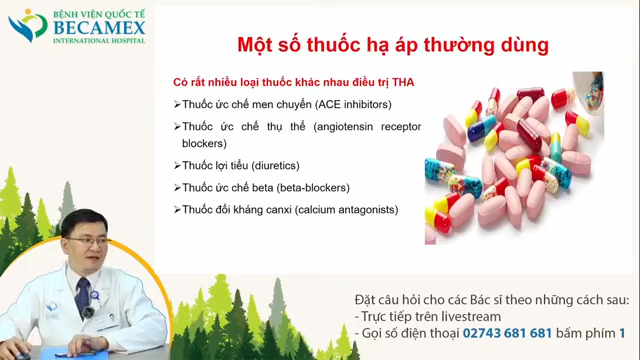 BỆNH VIỆN QUỐC TẾ
BECAMEX
INTERNATIONAL HOSPITAL
Một số thuốc hạ áp thường dùng
Có rất nhiều loại thuốc khác nhau điều trị THA
➢Thuốc ức chế men chuyển (ACE inhibitors)
➢Thuốc ức chế thụ thể (angiotensin receptor
blockers)
➢Thuốc lợi tiểu (diuretics)
➢Thuốc ức chế beta (beta-blockers)
➢Thuốc đối kháng canxi (calcium antagonists)
Đặt câu hỏi cho các Bác sĩ theo những cách sau:
- Trực tiếp trên livestream
- Gọi số điện thoại 02743 681 681 bấm phím 1